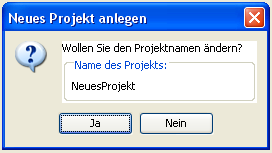 Neues Projekt anlegen
Wollen Sie den Projektnamen ändern?
Name des Projekts:
NeuesProjekt
Ja
Nein